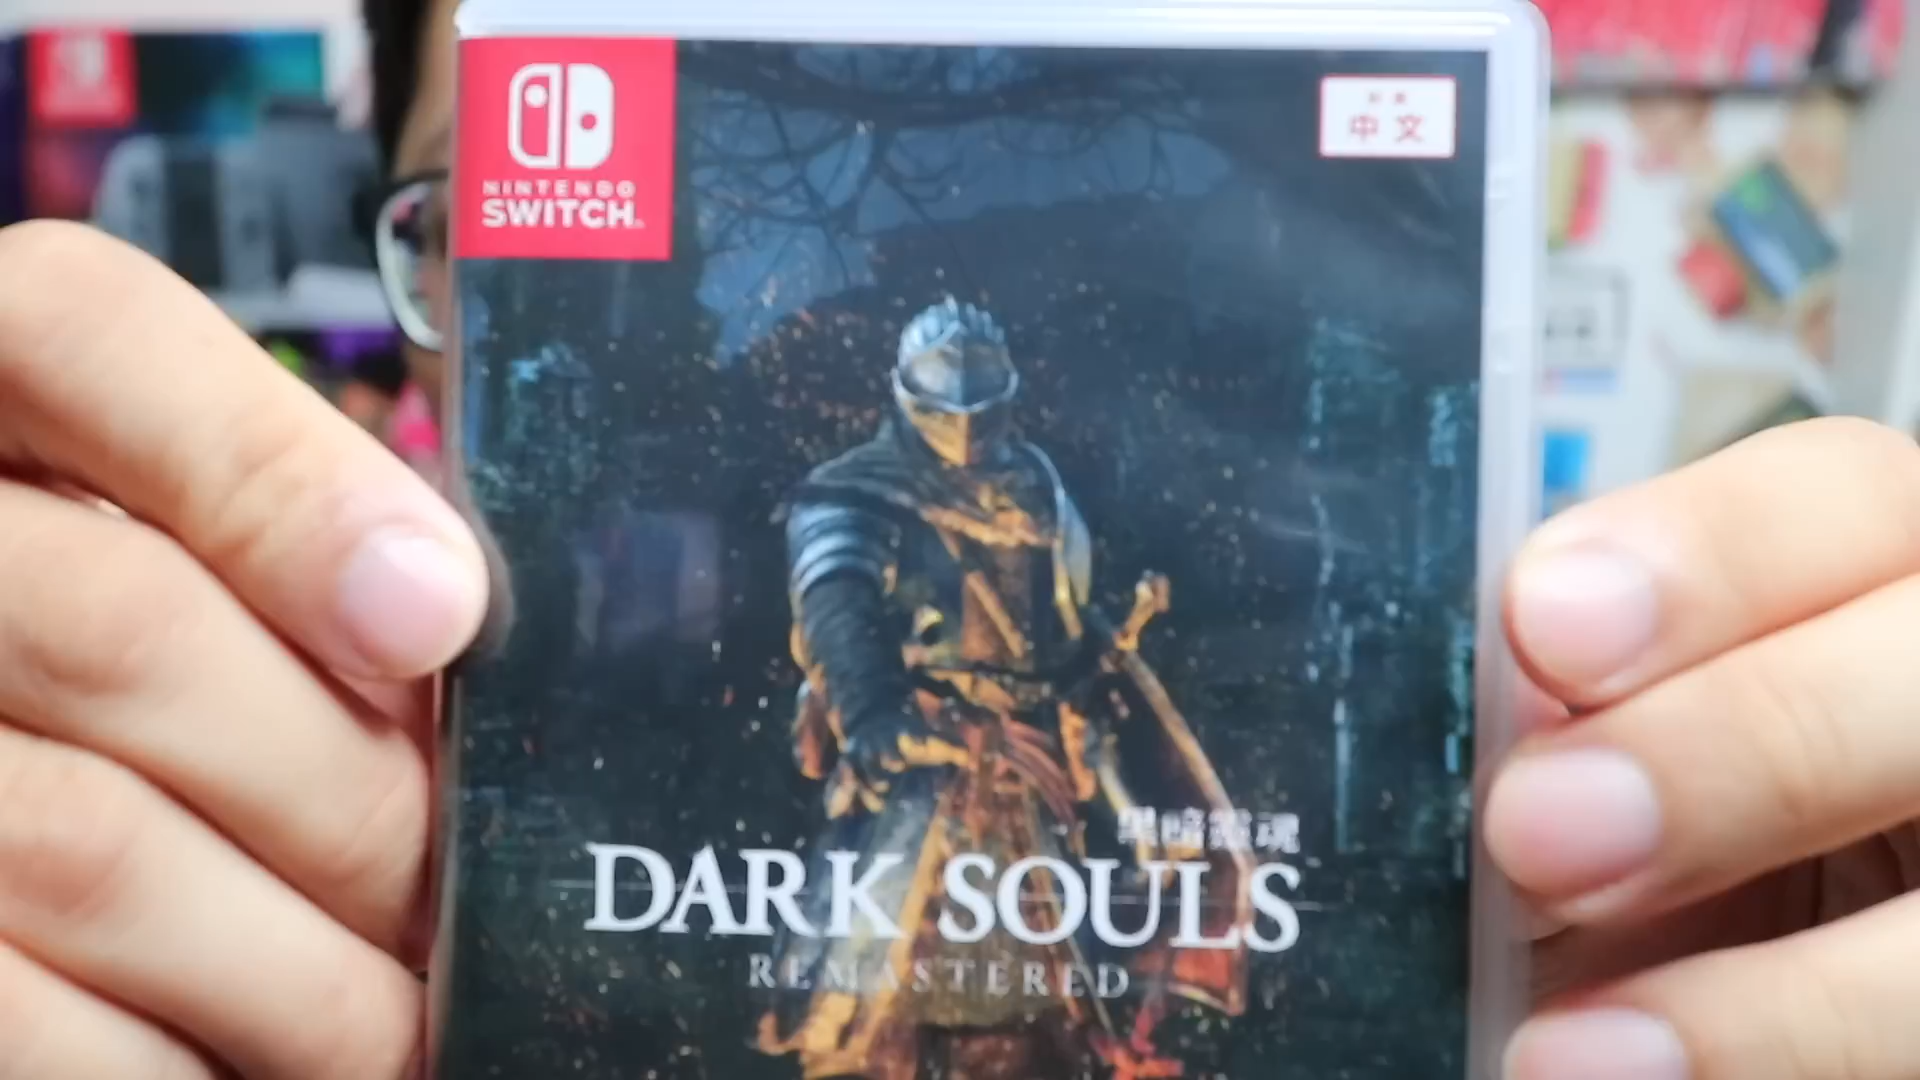 NINTENDO
SWITCH
中文
黑暗靈魂
DARK SOULS
REMASTERED